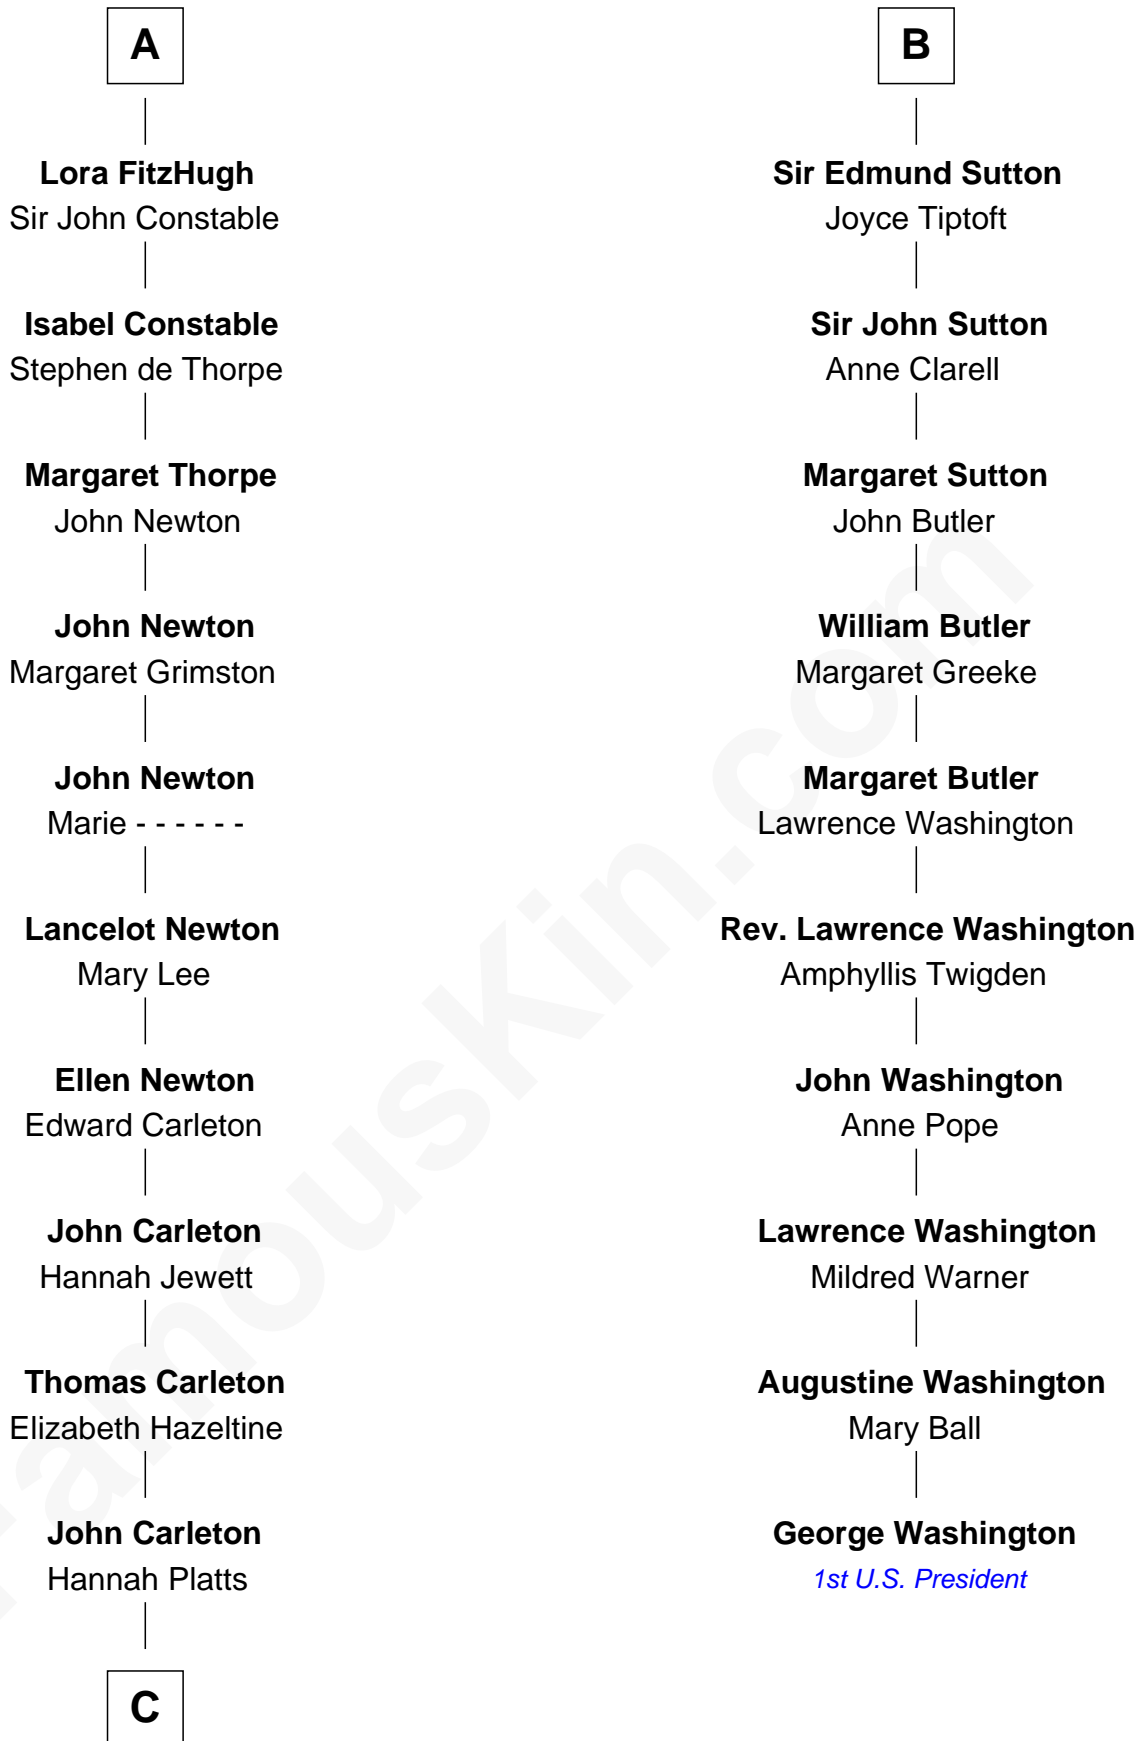 A
Lora FitzHugh
Sir John Constable
Isabel Constable
Stephen de Thorpe
Margaret Thorpe
John Newton
John Newton
Margaret Grimston
John Newton
Marie - - - - - -
Lancelot Newton
Mary Lee
Ellen Newton
Edward Carleton
John Carleton
Hannah Jewett
Thomas Carleton
Elizabeth Hazeltine
John Carleton
Hannah Platts
C
B
Sir Edmund Sutton
Joyce Tiptoft
Sir John Sutton
Anne Clarell
Margaret Sutton
John Butler
William Butler
Margaret Greeke
Margaret Butler
Lawrence Washington
Rev. Lawrence Washington
Amphyllis Twigden
John Washington
Anne Pope
Lawrence Washington
Mildred Warner
Augustine Washington
Mary Ball
George Washington
1st U.S. President
FamousKin.com